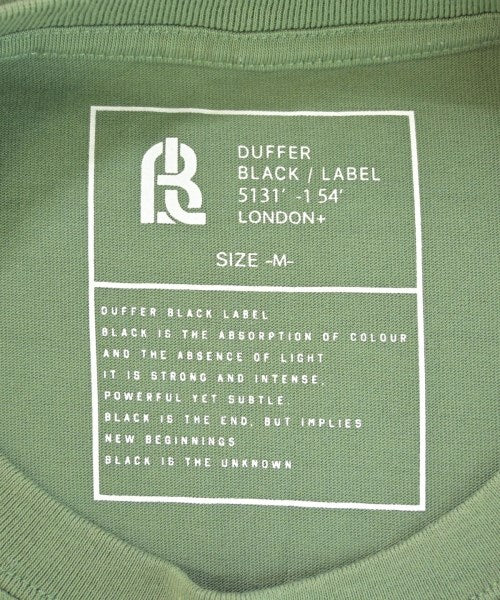 DUFFER
BLACK / LABEL
5131' -1 54'
LONDON+
SIZE -M-
DUFFER BLACK LABEL
BLACK IS THE ABSORPTION OF COLOUR
AND THE ABSENCE OF LIGHT
IT IS STRONG AND INTENSE,
POWERFUL YET SUBTLE.
BLACK IS THE END, BUT IMPLIES
NEW BEGINNINGS
BLACK IS THE UNKNOWN